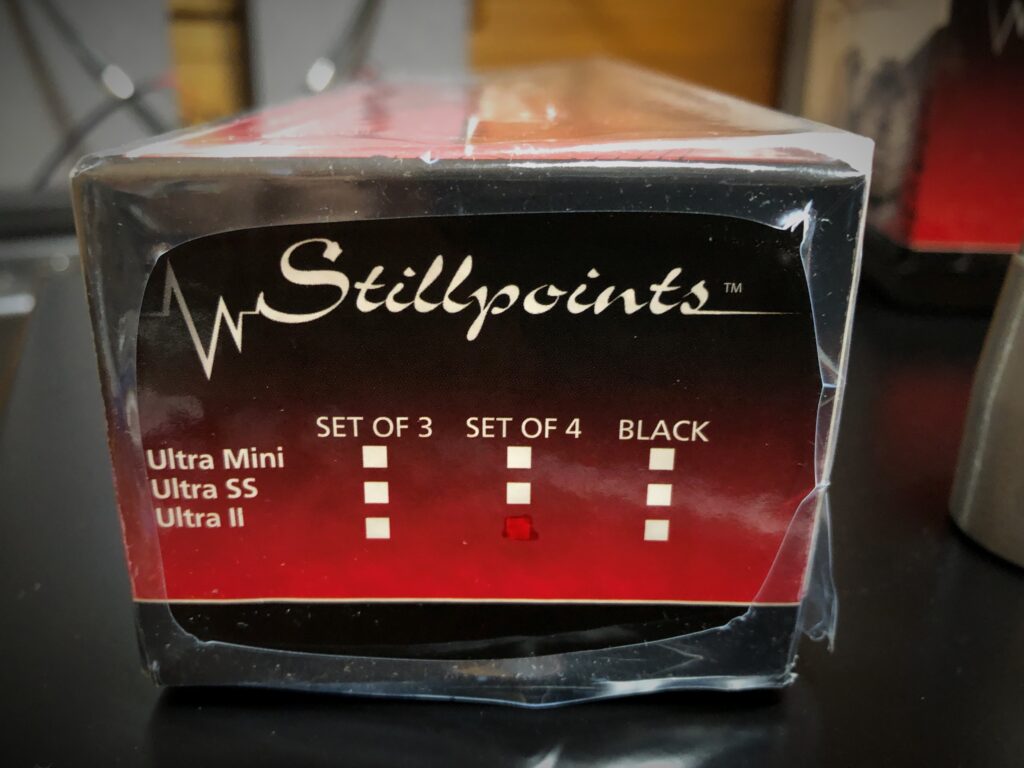 Stillpoints™
SET OF 3 SET OF 4 BLACK
Ultra Mini
Ultra SS
Ultra II